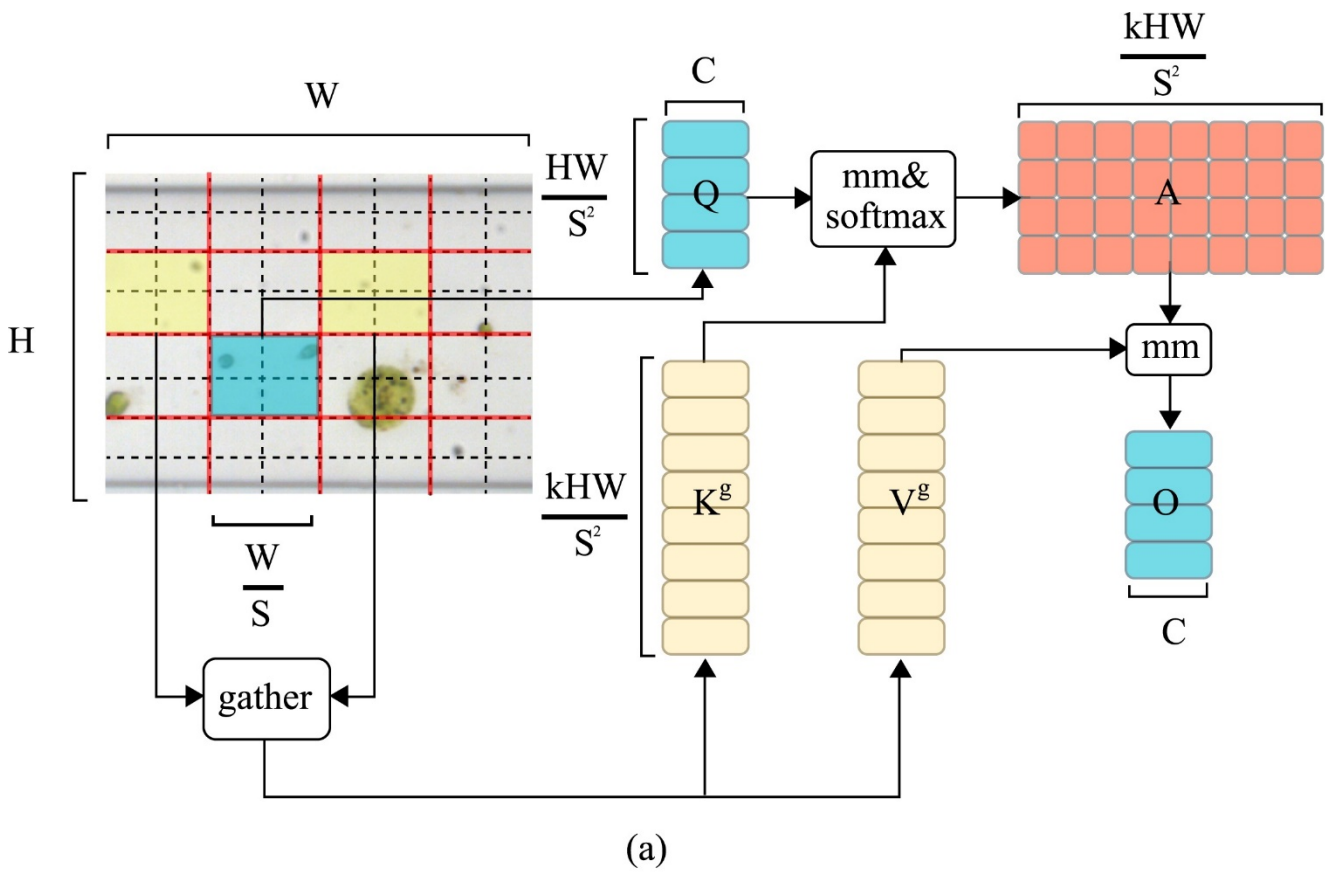 kHW
S²
C
W
HW
S²
Q
mm&
softmax
A
H
mm
kHW
S²
K^g
V^g
O
W
S
C
gather
(a)